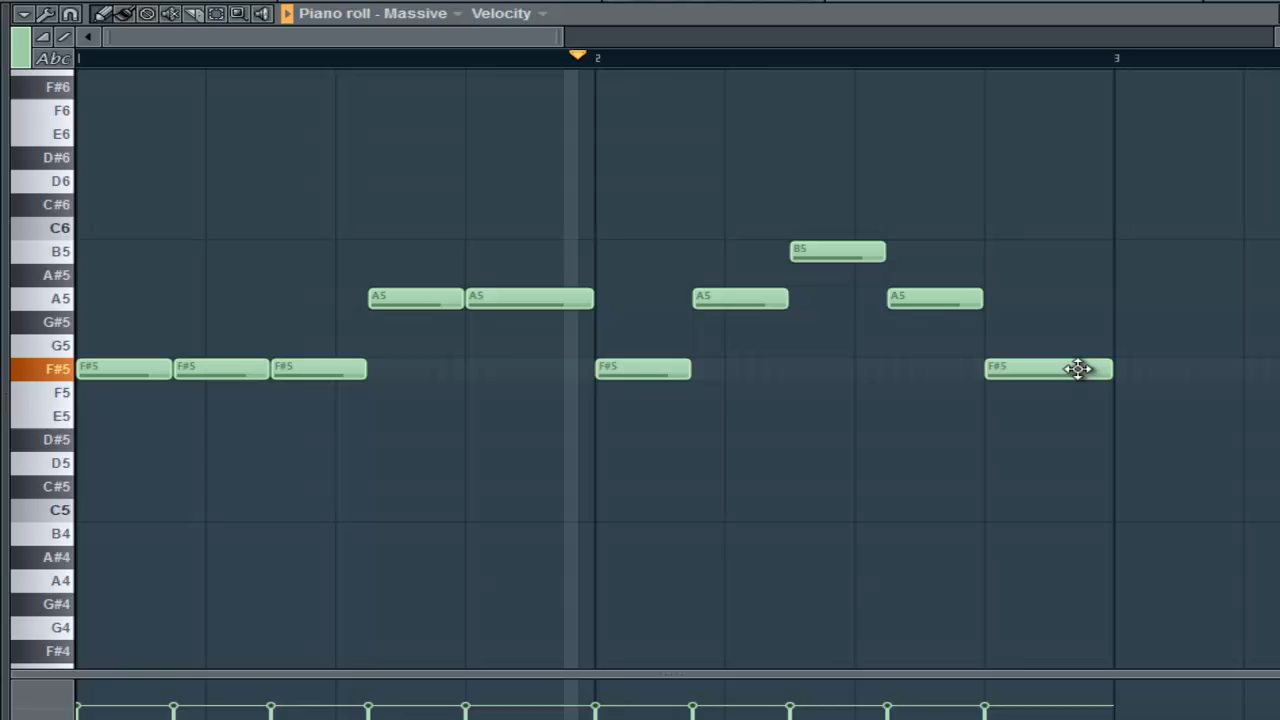 Piano roll - Massive Velocity
Abc 1 2 3
F#6
F6
E6
D#6
D6
C#6
C6
B5 B5
A#5
A5 A5 A5 A5 A5
G#5
G5
F#5 F#5 F#5 F#5 F#5 F#5
F5
E5
D#5
D5
C#5
C5
B4
A#4
A4
G#4
G4
F#4